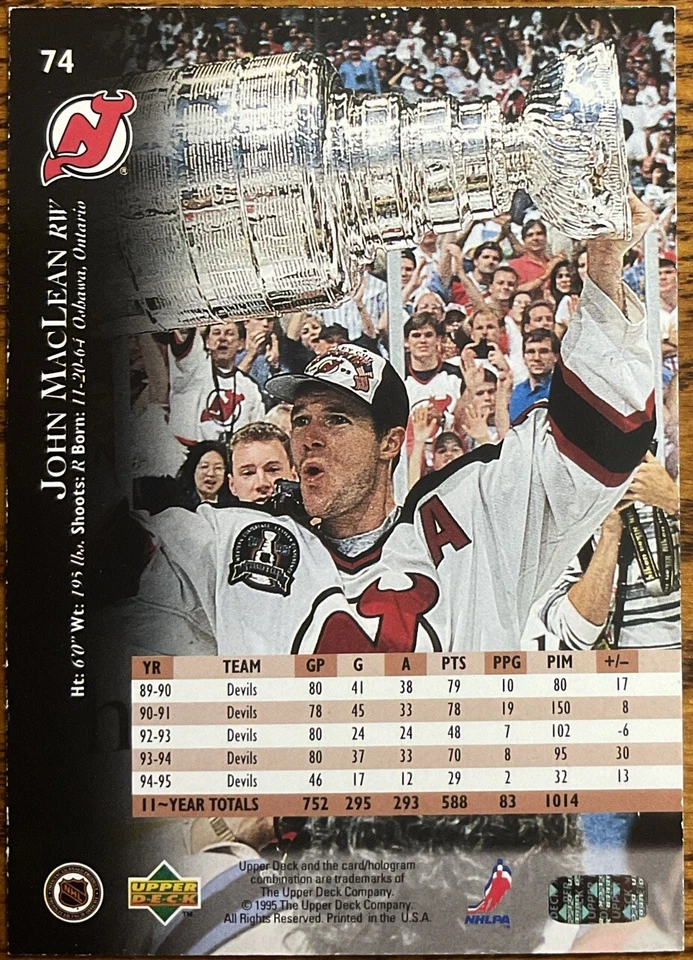 74
®
JOHN MACLEAN RW
Ht: 6'0" Wt: 195 lbs. Shoots: R Born: 11-20-64 Oshawa, Ontario
A
YR TEAM GP G A PTS PPG PIM +/–
89-90 Devils 80 41 38 79 10 80 17
90-91 Devils 78 45 33 78 19 150 8
92-93 Devils 80 24 24 48 7 102 -6
93-94 Devils 80 37 33 70 8 95 30
94-95 Devils 46 17 12 29 2 32 13
11~YEAR TOTALS 752 295 293 588 83 1014
Upper Deck and the card/hologram
combination are trademarks of
The Upper Deck Company.
© 1995 The Upper Deck Company.
All Rights Reserved. Printed in the U.S.A.
NHL
UPPER
DECK
™
NHLPA